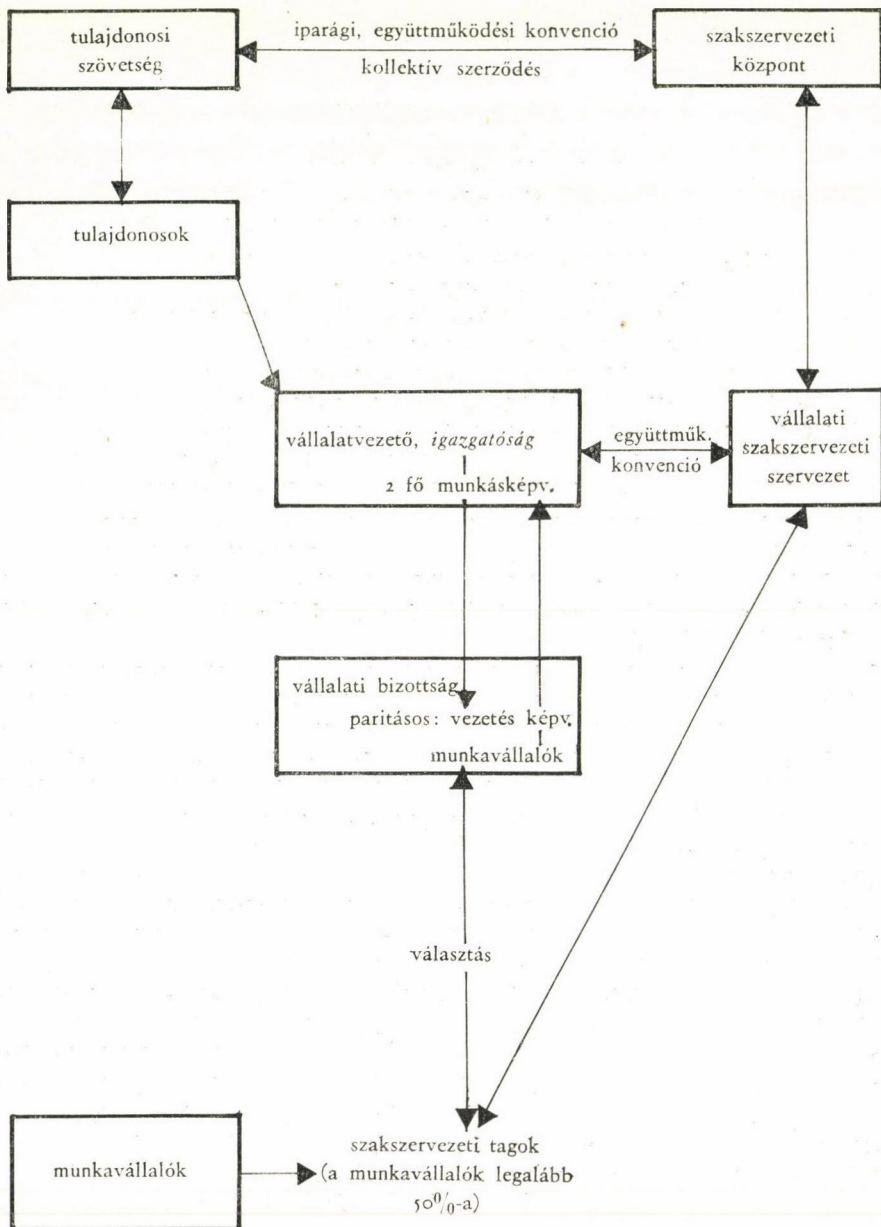 tulajdonosi
szövetség
iparági, együttműködési konvenció
kollektív szerződés
szakszervezeti
központ
tulajdonosok
vállalatvezető, igazgatóság
2 fő munkásképv.
együttműk.
konvenció
vállalati
szakszervezeti
szervezet
vállalati bizottság
paritásos: vezetés képv.
munkavállalók
választás
munkavállalók
szakszervezeti tagok
(a munkavállalók legalább
50%-a)